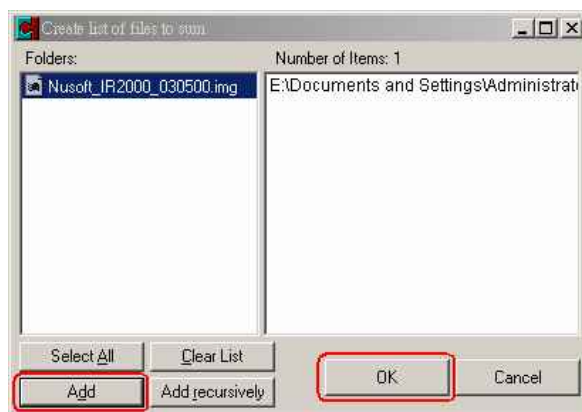 Create list of files to sum
Folders:
Number of Items: 1
Nusoft_IR2000_030500.img
E:\Documents and Settings\Administrat
Select All
Clear List
Add
Add recursively
OK
Cancel